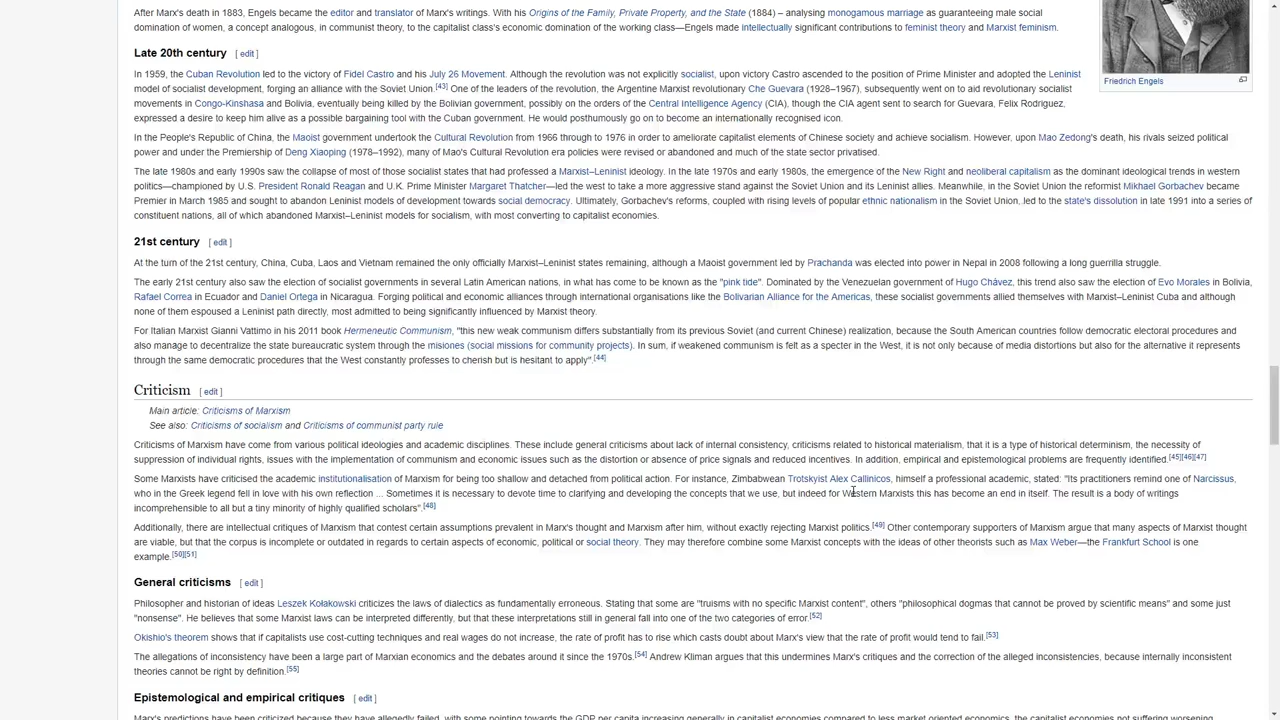 After Marx's death in 1883, Engels became the editor and translator of Marx's writings. With his Origins of the Family, Private Property, and the State (1884) – analysing monogamous marriage as guaranteeing male social
domination of women, a concept analogous, in communist theory, to the capitalist class's economic domination of the working class—Engels made intellectually significant contributions to feminist theory and Marxist feminism.
Friedrich Engels
Late 20th century [ edit ]
In 1959, the Cuban Revolution led to the victory of Fidel Castro and his July 26 Movement. Although the revolution was not explicitly socialist, upon victory Castro ascended to the position of Prime Minister and adopted the Leninist
model of socialist development, forging an alliance with the Soviet Union.[43] One of the leaders of the revolution, the Argentine Marxist revolutionary Che Guevara (1928–1967), subsequently went on to aid revolutionary socialist
movements in Congo-Kinshasa and Bolivia, eventually being killed by the Bolivian government, possibly on the orders of the Central Intelligence Agency (CIA), though the CIA agent sent to search for Guevara, Felix Rodriguez,
expressed a desire to keep him alive as a possible bargaining tool with the Cuban government. He would posthumously go on to become an internationally recognised icon.
In the People's Republic of China, the Maoist government undertook the Cultural Revolution from 1966 through to 1976 in order to ameliorate capitalist elements of Chinese society and achieve socialism. However, upon Mao Zedong's death, his rivals seized political
power and under the Premiership of Deng Xiaoping (1978–1992), many of Mao's Cultural Revolution era policies were revised or abandoned and much of the state sector privatised.
The late 1980s and early 1990s saw the collapse of most of those socialist states that had professed a Marxist–Leninist ideology. In the late 1970s and early 1980s, the emergence of the New Right and neoliberal capitalism as the dominant ideological trends in western
politics—championed by U.S. President Ronald Reagan and U.K. Prime Minister Margaret Thatcher—led the west to take a more aggressive stand against the Soviet Union and its Leninist allies. Meanwhile, in the Soviet Union the reformist Mikhael Gorbachev became
Premier in March 1985 and sought to abandon Leninist models of development towards social democracy. Ultimately, Gorbachev's reforms, coupled with rising levels of popular ethnic nationalism in the Soviet Union, led to the state's dissolution in late 1991 into a series of
constituent nations, all of which abandoned Marxist–Leninist models for socialism, with most converting to capitalist economies.
21st century [ edit ]
At the turn of the 21st century, China, Cuba, Laos and Vietnam remained the only officially Marxist–Leninist states remaining, although a Maoist government led by Prachanda was elected into power in Nepal in 2008 following a long guerrilla struggle.
The early 21st century also saw the election of socialist governments in several Latin American nations, in what has come to be known as the "pink tide". Dominated by the Venezuelan government of Hugo Chávez, this trend also saw the election of Evo Morales in Bolivia,
Rafael Correa in Ecuador and Daniel Ortega in Nicaragua. Forging political and economic alliances through international organisations like the Bolivarian Alliance for the Americas, these socialist governments allied themselves with Marxist–Leninist Cuba and although
none of them espoused a Leninist path directly, most admitted to being significantly influenced by Marxist theory.
For Italian Marxist Gianni Vattimo in his 2011 book Hermeneutic Communism, "this new weak communism differs substantially from its previous Soviet (and current Chinese) realization, because the South American countries follow democratic electoral procedures and
also manage to decentralize the state bureaucratic system through the misiones (social missions for community projects). In sum, if weakened communism is felt as a specter in the West, it is not only because of media distortions but also for the alternative it represents
through the same democratic procedures that the West constantly professes to cherish but is hesitant to apply".[44]
Criticism [ edit ]
Main article: Criticisms of Marxism
See also: Criticisms of socialism and Criticisms of communist party rule
Criticisms of Marxism have come from various political ideologies and academic disciplines. These include general criticisms about lack of internal consistency, criticisms related to historical materialism, that it is a type of historical determinism, the necessity of
suppression of individual rights, issues with the implementation of communism and economic issues such as the distortion or absence of price signals and reduced incentives. In addition, empirical and epistemological problems are frequently identified.[45][46][47]
Some Marxists have criticised the academic institutionalisation of Marxism for being too shallow and detached from political action. For instance, Zimbabwean Trotskyist Alex Callinicos, himself a professional academic, stated: "Its practitioners remind one of Narcissus,
who in the Greek legend fell in love with his own reflection ... Sometimes it is necessary to devote time to clarifying and developing the concepts that we use, but indeed for Western Marxists this has become an end in itself. The result is a body of writings
incomprehensible to all but a tiny minority of highly qualified scholars".[48]
Additionally, there are intellectual critiques of Marxism that contest certain assumptions prevalent in Marx's thought and Marxism after him, without exactly rejecting Marxist politics.[49] Other contemporary supporters of Marxism argue that many aspects of Marxist thought
are viable, but that the corpus is incomplete or outdated in regards to certain aspects of economic, political or social theory. They may therefore combine some Marxist concepts with the ideas of other theorists such as Max Weber—the Frankfurt School is one
example.[50][51]
General criticisms [ edit ]
Philosopher and historian of ideas Leszek Kołakowski criticizes the laws of dialectics as fundamentally erroneous. Stating that some are "truisms with no specific Marxist content", others "philosophical dogmas that cannot be proved by scientific means" and some just
"nonsense". He believes that some Marxist laws can be interpreted differently, but that these interpretations still in general fall into one of the two categories of error.[52]
Okishio's theorem shows that if capitalists use cost-cutting techniques and real wages do not increase, the rate of profit has to rise which casts doubt about Marx's view that the rate of profit would tend to fail.[53]
The allegations of inconsistency have been a large part of Marxian economics and the debates around it since the 1970s.[54] Andrew Kliman argues that this undermines Marx's critiques and the correction of the alleged inconsistencies, because internally inconsistent
theories cannot be right by definition.[55]
Epistemological and empirical critiques [ edit ]
Marx's predictions have been criticized because they have allegedly failed, with some pointing towards the GDP per capita increasing generally in capitalist economies compared to less market oriented economics, the capitalist economies not suffering worsening